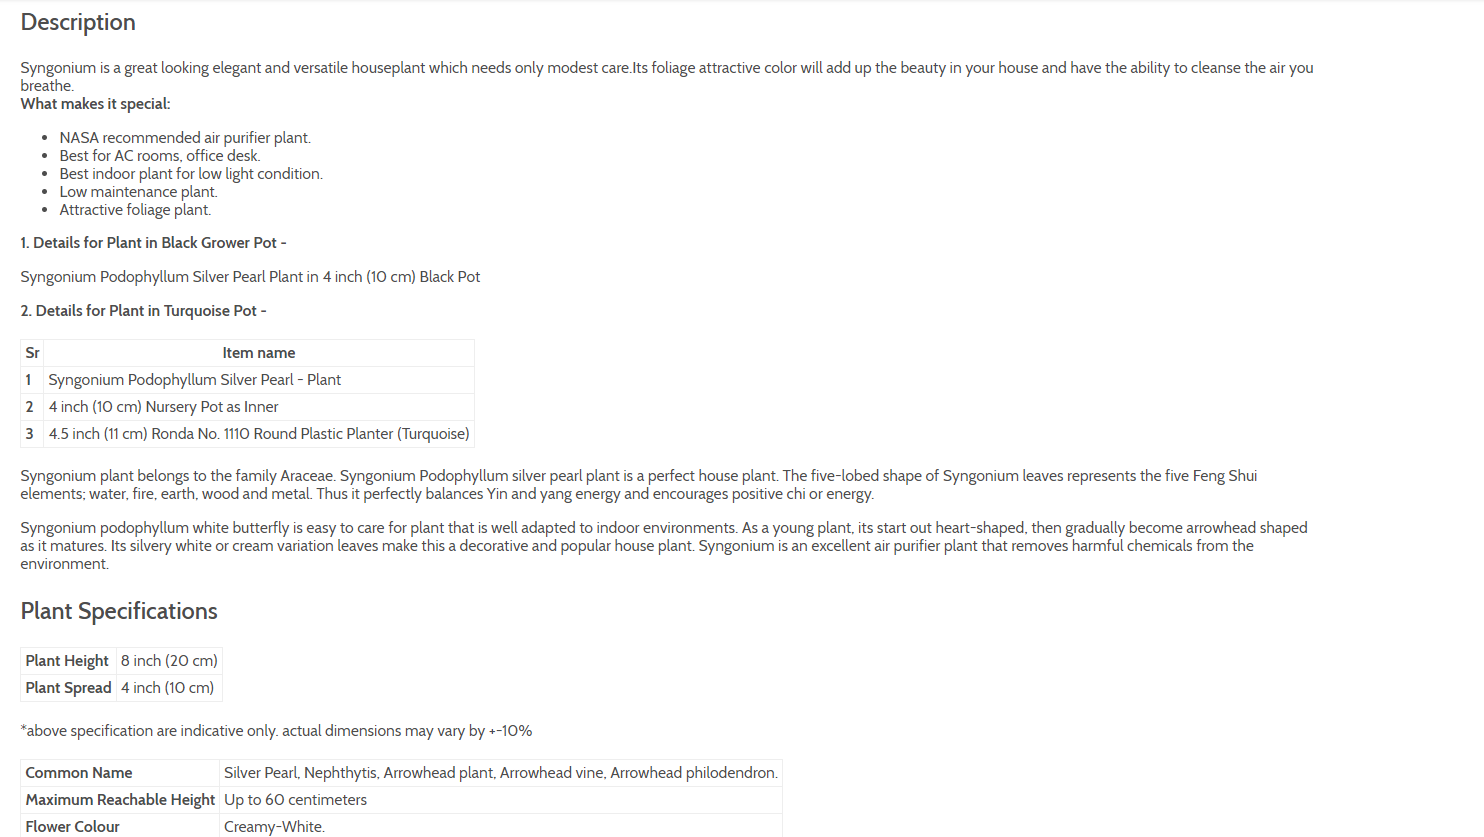 Description
Syngonium is a great looking elegant and versatile houseplant which needs only modest care.Its foliage attractive color will add up the beauty in your house and have the ability to cleanse the air you
breathe.
What makes it special:
• NASA recommended air purifier plant.
• Best for AC rooms, office desk.
• Best indoor plant for low light condition.
• Low maintenance plant.
• Attractive foliage plant.
1. Details for Plant in Black Grower Pot -
Syngonium Podophyllum Silver Pearl Plant in 4 inch (10 cm) Black Pot
2. Details for Plant in Turquoise Pot -
Sr Item name
1 Syngonium Podophyllum Silver Pearl - Plant
2 4 inch (10 cm) Nursery Pot as Inner
3 4.5 inch (11 cm) Ronda No. 1110 Round Plastic Planter (Turquoise)
Syngonium plant belongs to the family Araceae. Syngonium Podophyllum silver pearl plant is a perfect house plant. The five-lobed shape of Syngonium leaves represents the five Feng Shui
elements; water, fire, earth, wood and metal. Thus it perfectly balances Yin and yang energy and encourages positive chi or energy.
Syngonium podophyllum white butterfly is easy to care for plant that is well adapted to indoor environments. As a young plant, its start out heart-shaped, then gradually become arrowhead shaped
as it matures. Its silvery white or cream variation leaves make this a decorative and popular house plant. Syngonium is an excellent air purifier plant that removes harmful chemicals from the
environment.
Plant Specifications
Plant Height 8 inch (20 cm)
Plant Spread 4 inch (10 cm)
*above specification are indicative only. actual dimensions may vary by +-10%
Common Name Silver Pearl, Nephthytis, Arrowhead plant, Arrowhead vine, Arrowhead philodendron.
Maximum Reachable Height Up to 60 centimeters
Flower Colour Creamy-White.